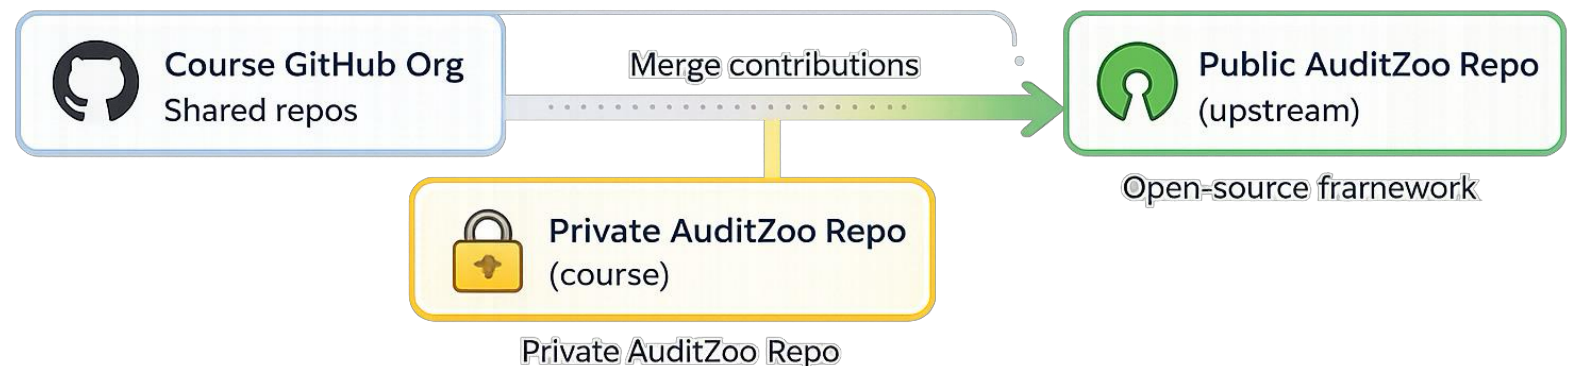 Course GitHub Org
Shared repos
Merge contributions
Public AuditZoo Repo
(upstream)
Open-source frarnework
Private AuditZoo Repo
(course)
Private AuditZoo Repo